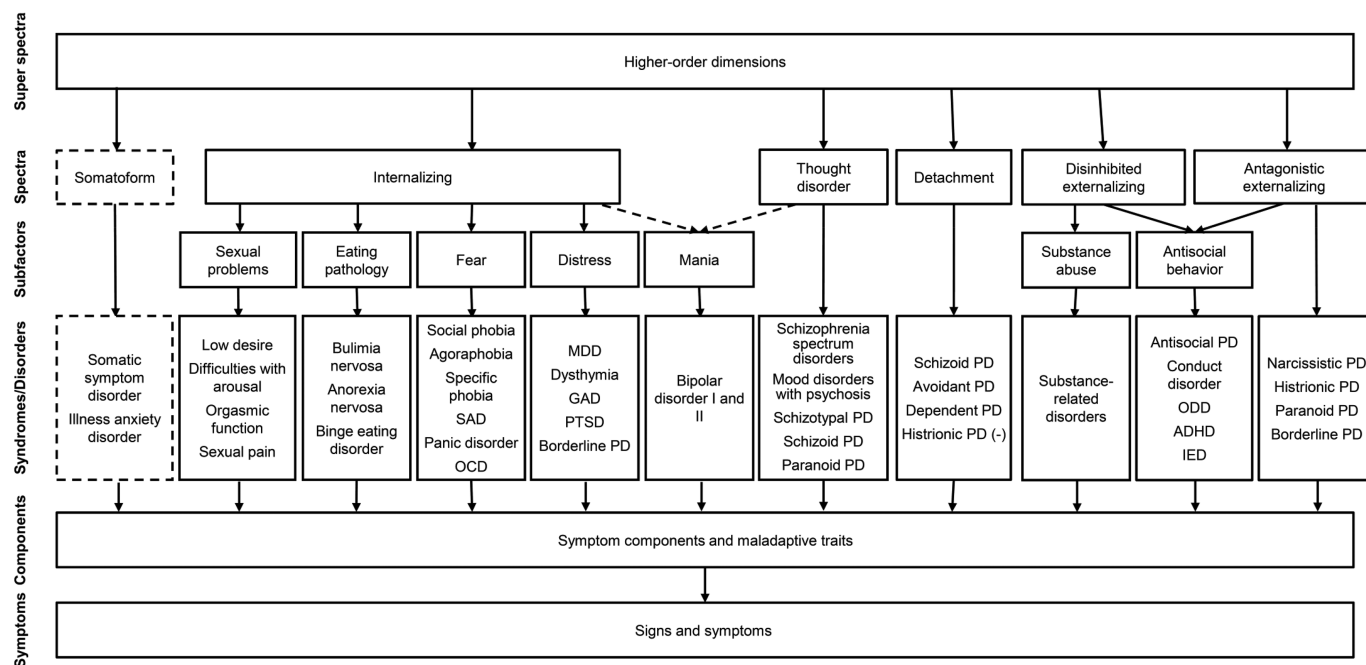 Super spectra
Higher-order dimensions
Spectra
Somatoform
Internalizing
Thought
disorder
Detachment
Disinhibited
externalizing
Antagonistic
externalizing
Subfactors
Sexual
problems
Eating
pathology
Fear
Distress
Mania
Substance
abuse
Antisocial
behavior
Syndromes/Disorders
Somatic
symptom
disorder
Illness anxiety
disorder
Low desire
Difficulties with
arousal
Orgasmic
function
Sexual pain
Bulimia
nervosa
Anorexia
nervosa
Binge eating
disorder
Social phobia
Agoraphobia
Specific
phobia
SAD
Panic disorder
OCD
MDD
Dysthymia
GAD
PTSD
Borderline PD
Bipolar
disorder I and
II
Schizophrenia
spectrum
disorders
Mood disorders
with psychosis
Schizotypal PD
Schizoid PD
Paranoid PD
Schizoid PD
Avoidant PD
Dependent PD
Histrionic PD (-)
Substance-
related
disorders
Antisocial PD
Conduct
disorder
ODD
ADHD
IED
Narcissistic PD
Histrionic PD
Paranoid PD
Borderline PD
Components
Symptom components and maladaptive traits
Symptoms
Signs and symptoms